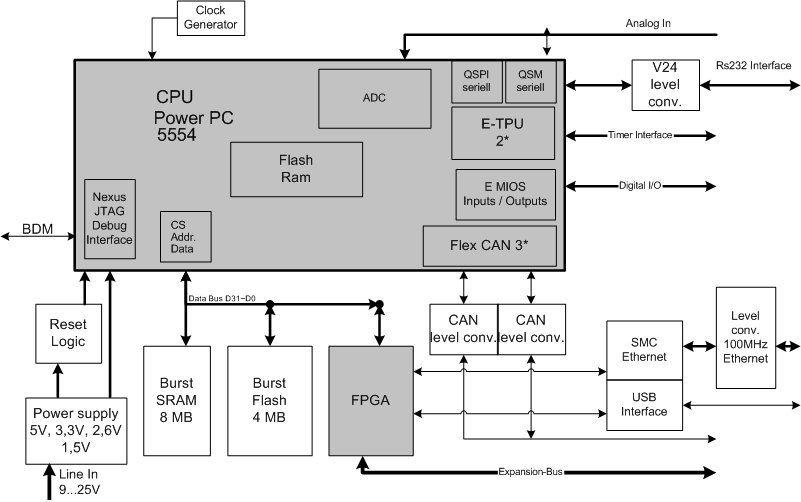 Clock
Generator
Analog In
CPU
Power PC
5554
ADC
QSPI
seriell
QSM
seriell
V24
level
conv.
Rs232 Interface
E-TPU
2*
Timer Interface
Flash
Ram
Nexus
JTAG
Debug
Interface
E MIOS
Inputs / Outputs
Digital I/O
CS
Addr.
Data
BDM
Flex CAN 3*
Data Bus D31-D0
Reset
Logic
CAN
level conv.
CAN
level conv.
SMC
Ethernet
Level
conv.
100MHz
Ethernet
Burst
SRAM
8 MB
Burst
Flash
4 MB
FPGA
USB
Interface
Power supply
5V, 3,3V, 2,6V
1,5V
Line In
9...25V
Expansion-Bus